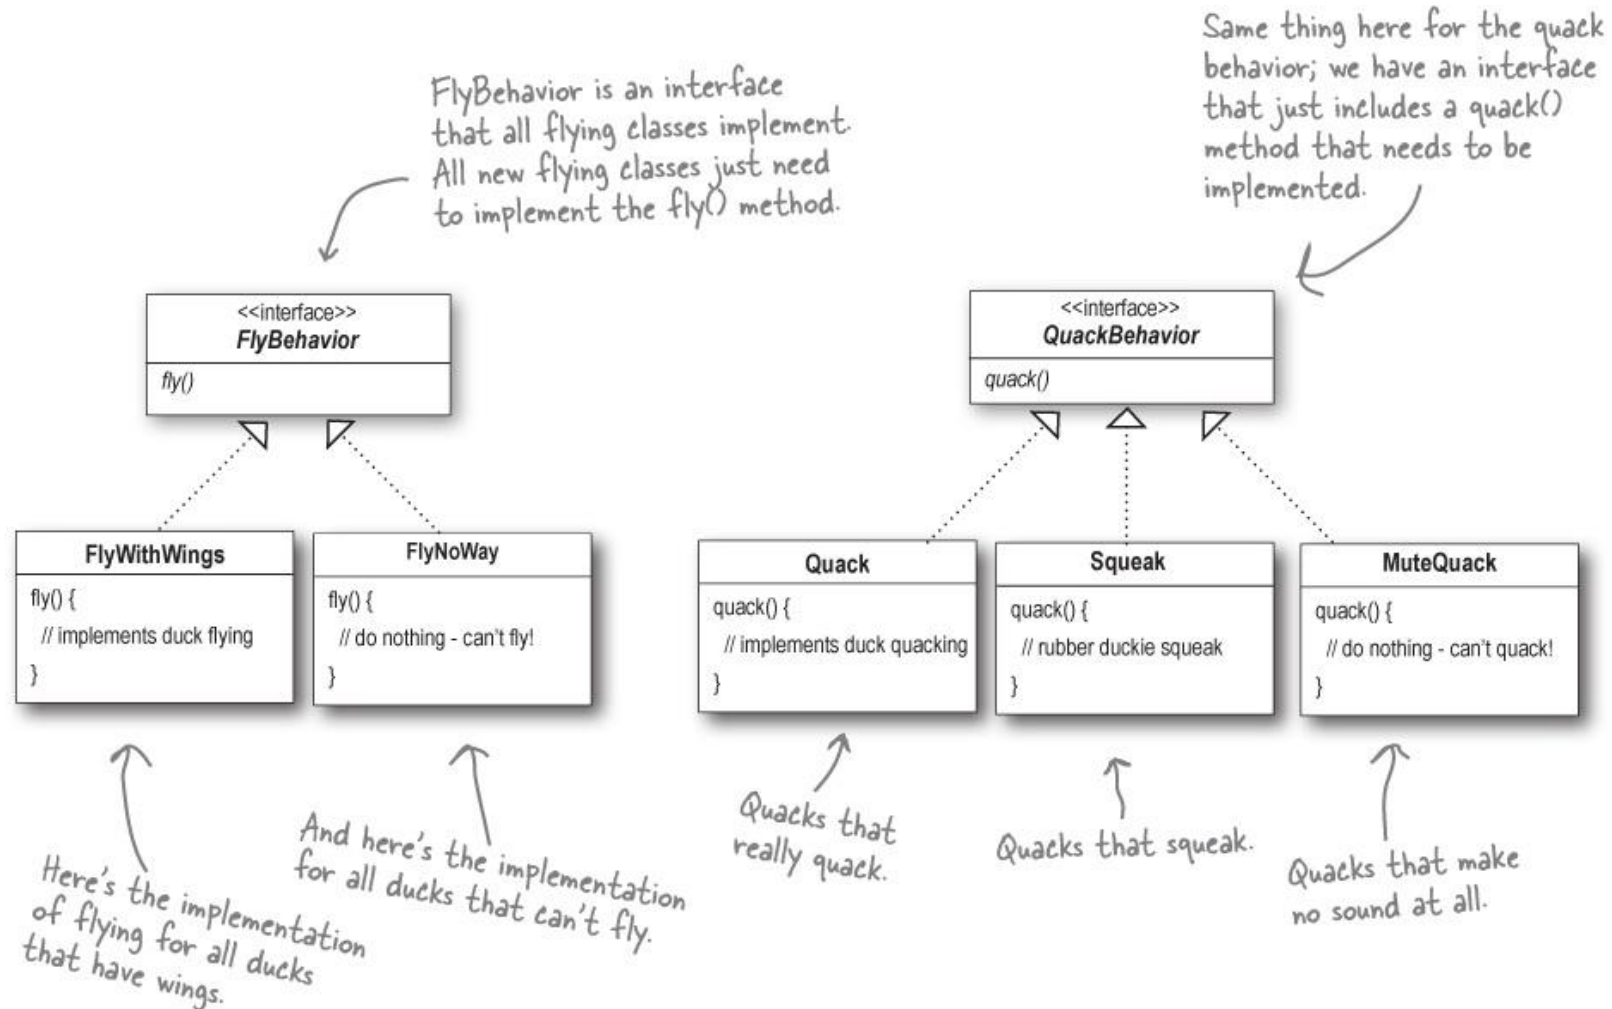 FlyBehavior is an interface
that all flying classes implement.
All new flying classes just need
to implement the fly() method.
Same thing here for the quack
behavior; we have an interface
that just includes a quack()
method that needs to be
implemented.
<<interface>>
FlyBehavior
fly()
<<interface>>
QuackBehavior
quack()
FlyWithWings
fly() {
// implements duck flying
}
FlyNoWay
fly() {
// do nothing - can't fly!
}
Quack
quack() {
// implements duck quacking
}
Squeak
quack() {
// rubber duckie squeak
}
MuteQuack
quack() {
// do nothing - can't quack!
}
Here's the implementation
of flying for all ducks
that have wings.
And here's the implementation
for all ducks that can't fly.
Quacks that
really quack.
Quacks that squeak.
Quacks that make
no sound at all.